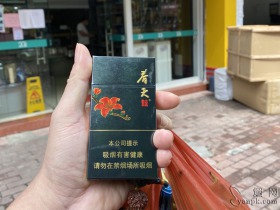 春天
本公司提示
吸烟有害健康
请勿在禁烟场所吸烟